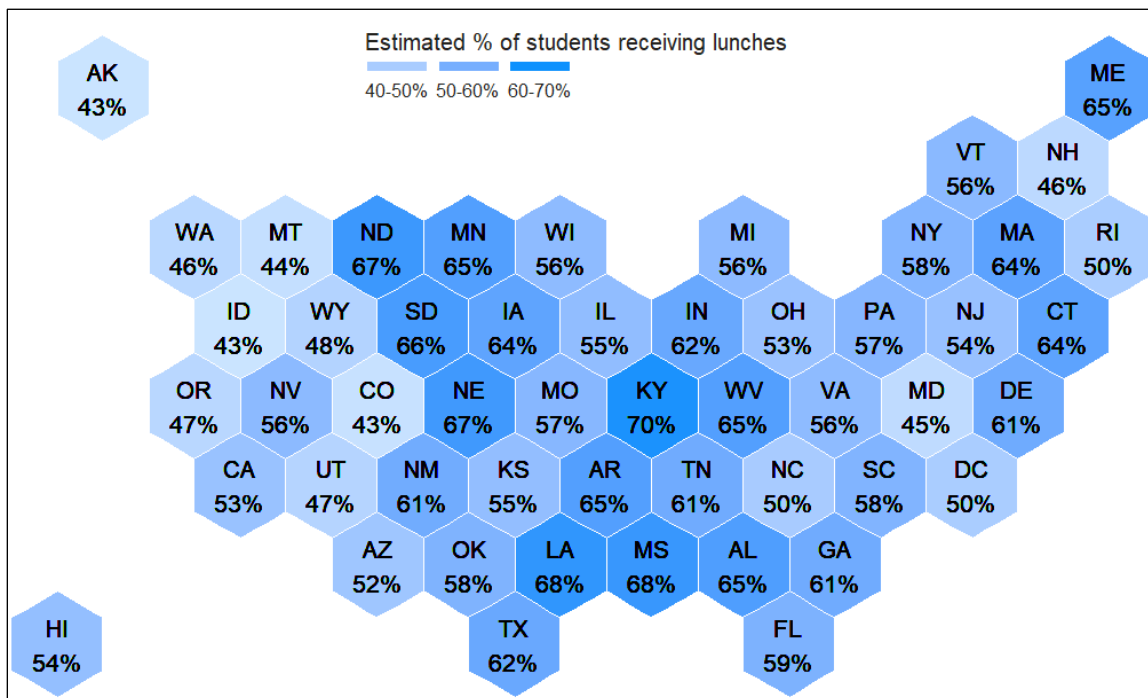 Estimated % of students receiving lunches
40-50% 50-60% 60-70%
AK
43%
ME
65%
VT NH
56% 46%
WA MT ND MN WI MI NY MA RI
46% 44% 67% 65% 56% 56% 58% 64% 50%
ID WY SD IA IL IN OH PA NJ CT
43% 48% 66% 64% 55% 62% 53% 57% 54% 64%
OR NV CO NE MO KY WV VA MD DE
47% 56% 43% 67% 57% 70% 65% 56% 45% 61%
CA UT NM KS AR TN NC SC DC
53% 47% 61% 55% 65% 61% 50% 58% 50%
AZ OK LA MS AL GA
52% 58% 68% 68% 65% 61%
HI TX FL
54% 62% 59%